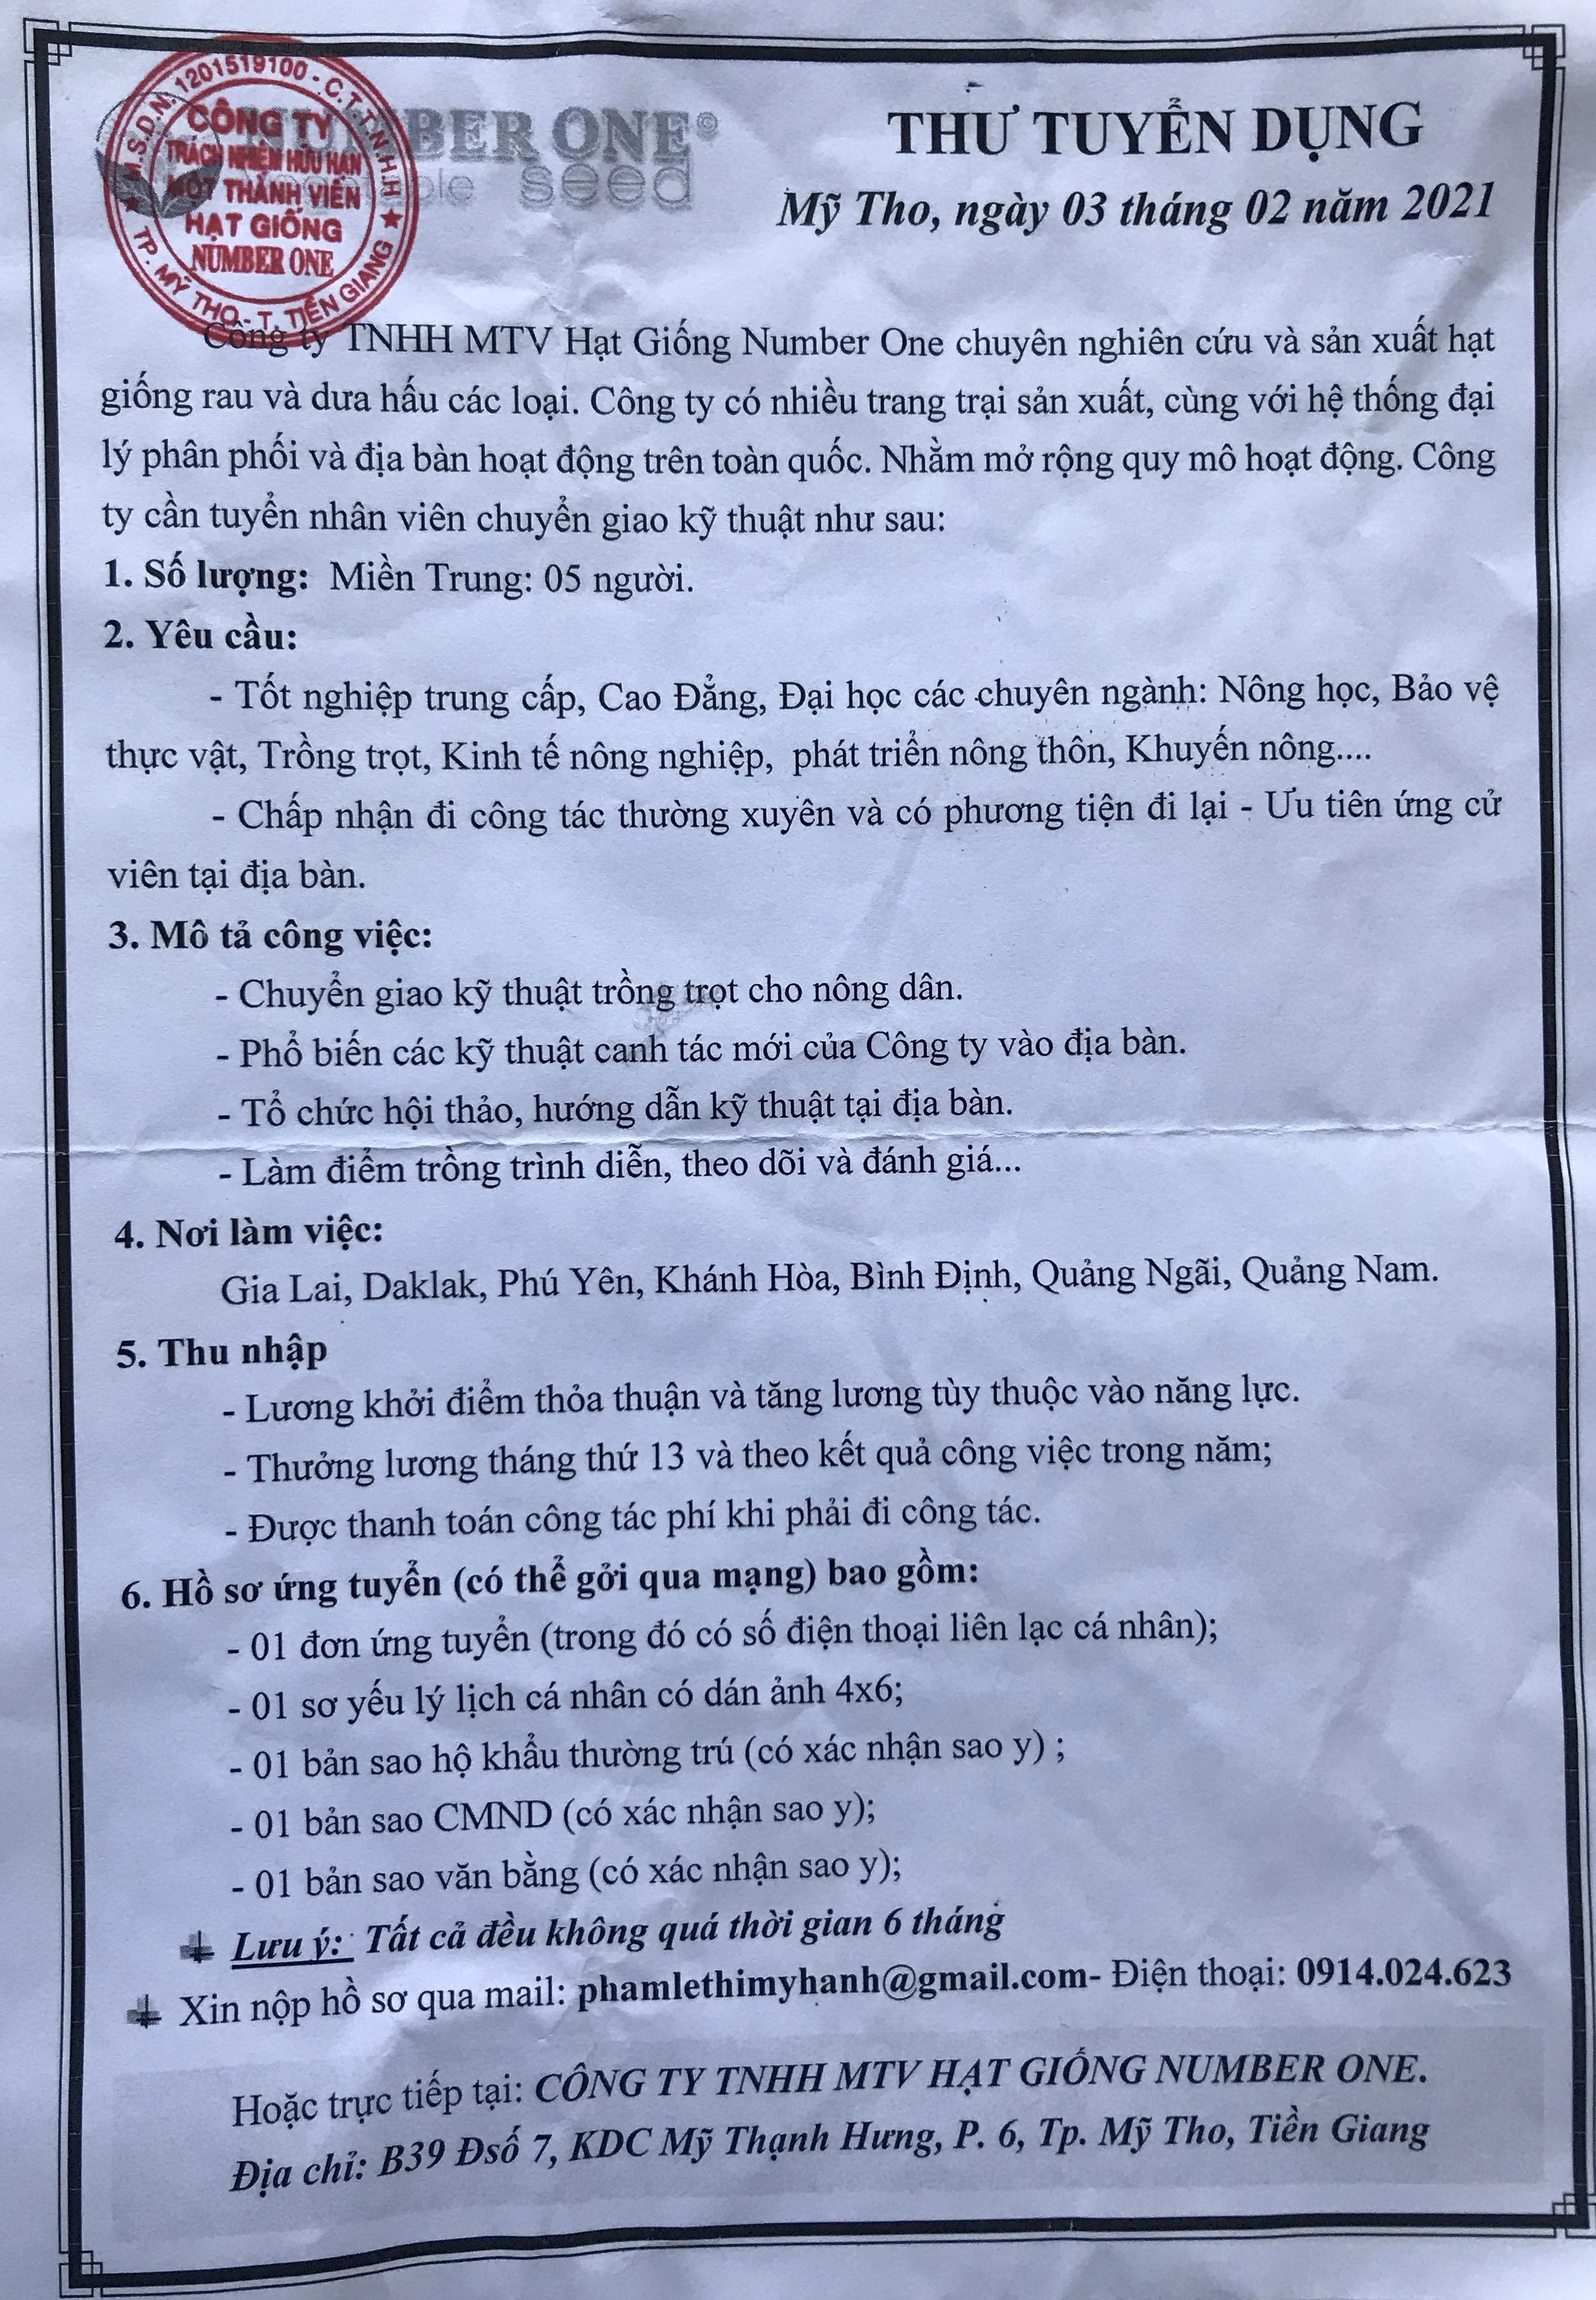 M.S.D.N: 1201519100 - C.T.T.N.H.H
CÔNG TY
TRÁCH NHIỆM HỮU HẠN
MỘT THÀNH VIÊN
HẠT GIỐNG
NUMBER ONE
TP. MỸ THO - T. TIỀN GIANG
NUMBER ONE©
seed
THƯ TUYỂN DỤNG
Mỹ Tho, ngày 03 tháng 02 năm 2021
Công ty TNHH MTV Hạt Giống Number One chuyên nghiên cứu và sản xuất hạt
giống rau và dưa hấu các loại. Công ty có nhiều trang trại sản xuất, cùng với hệ thống đại
lý phân phối và địa bàn hoạt động trên toàn quốc. Nhằm mở rộng quy mô hoạt động. Công
ty cần tuyển nhân viên chuyển giao kỹ thuật như sau:
1. Số lượng: Miền Trung: 05 người.
2. Yêu cầu:
- Tốt nghiệp trung cấp, Cao Đẳng, Đại học các chuyên ngành: Nông học, Bảo vệ
thực vật, Trồng trọt, Kinh tế nông nghiệp, phát triển nông thôn, Khuyến nông....
- Chấp nhận đi công tác thường xuyên và có phương tiện đi lại - Ưu tiên ứng cử
viên tại địa bàn.
3. Mô tả công việc:
- Chuyển giao kỹ thuật trồng trọt cho nông dân.
- Phổ biến các kỹ thuật canh tác mới của Công ty vào địa bàn.
- Tổ chức hội thảo, hướng dẫn kỹ thuật tại địa bàn.
- Làm điểm trồng trình diễn, theo dõi và đánh giá...
4. Nơi làm việc:
Gia Lai, Daklak, Phú Yên, Khánh Hòa, Bình Định, Quảng Ngãi, Quảng Nam.
5. Thu nhập
- Lương khởi điểm thỏa thuận và tăng lương tùy thuộc vào năng lực.
- Thưởng lương tháng thứ 13 và theo kết quả công việc trong năm;
- Được thanh toán công tác phí khi phải đi công tác.
6. Hồ sơ ứng tuyển (có thể gởi qua mạng) bao gồm:
- 01 đơn ứng tuyển (trong đó có số điện thoại liên lạc cá nhân);
- 01 sơ yếu lý lịch cá nhân có dán ảnh 4x6;
- 01 bản sao hộ khẩu thường trú (có xác nhận sao y) ;
- 01 bản sao CMND (có xác nhận sao y);
- 01 bản sao văn bằng (có xác nhận sao y);
Lưu ý: Tất cả đều không quá thời gian 6 tháng
Xin nộp hồ sơ qua mail: phamlethimyhanh@gmail.com- Điện thoại: 0914.024.623
Hoặc trực tiếp tại: CÔNG TY TNHH MTV HẠT GIỐNG NUMBER ONE.
Địa chỉ: B39 Đsố 7, KDC Mỹ Thạnh Hưng, P. 6, Tp. Mỹ Tho, Tiền Giang